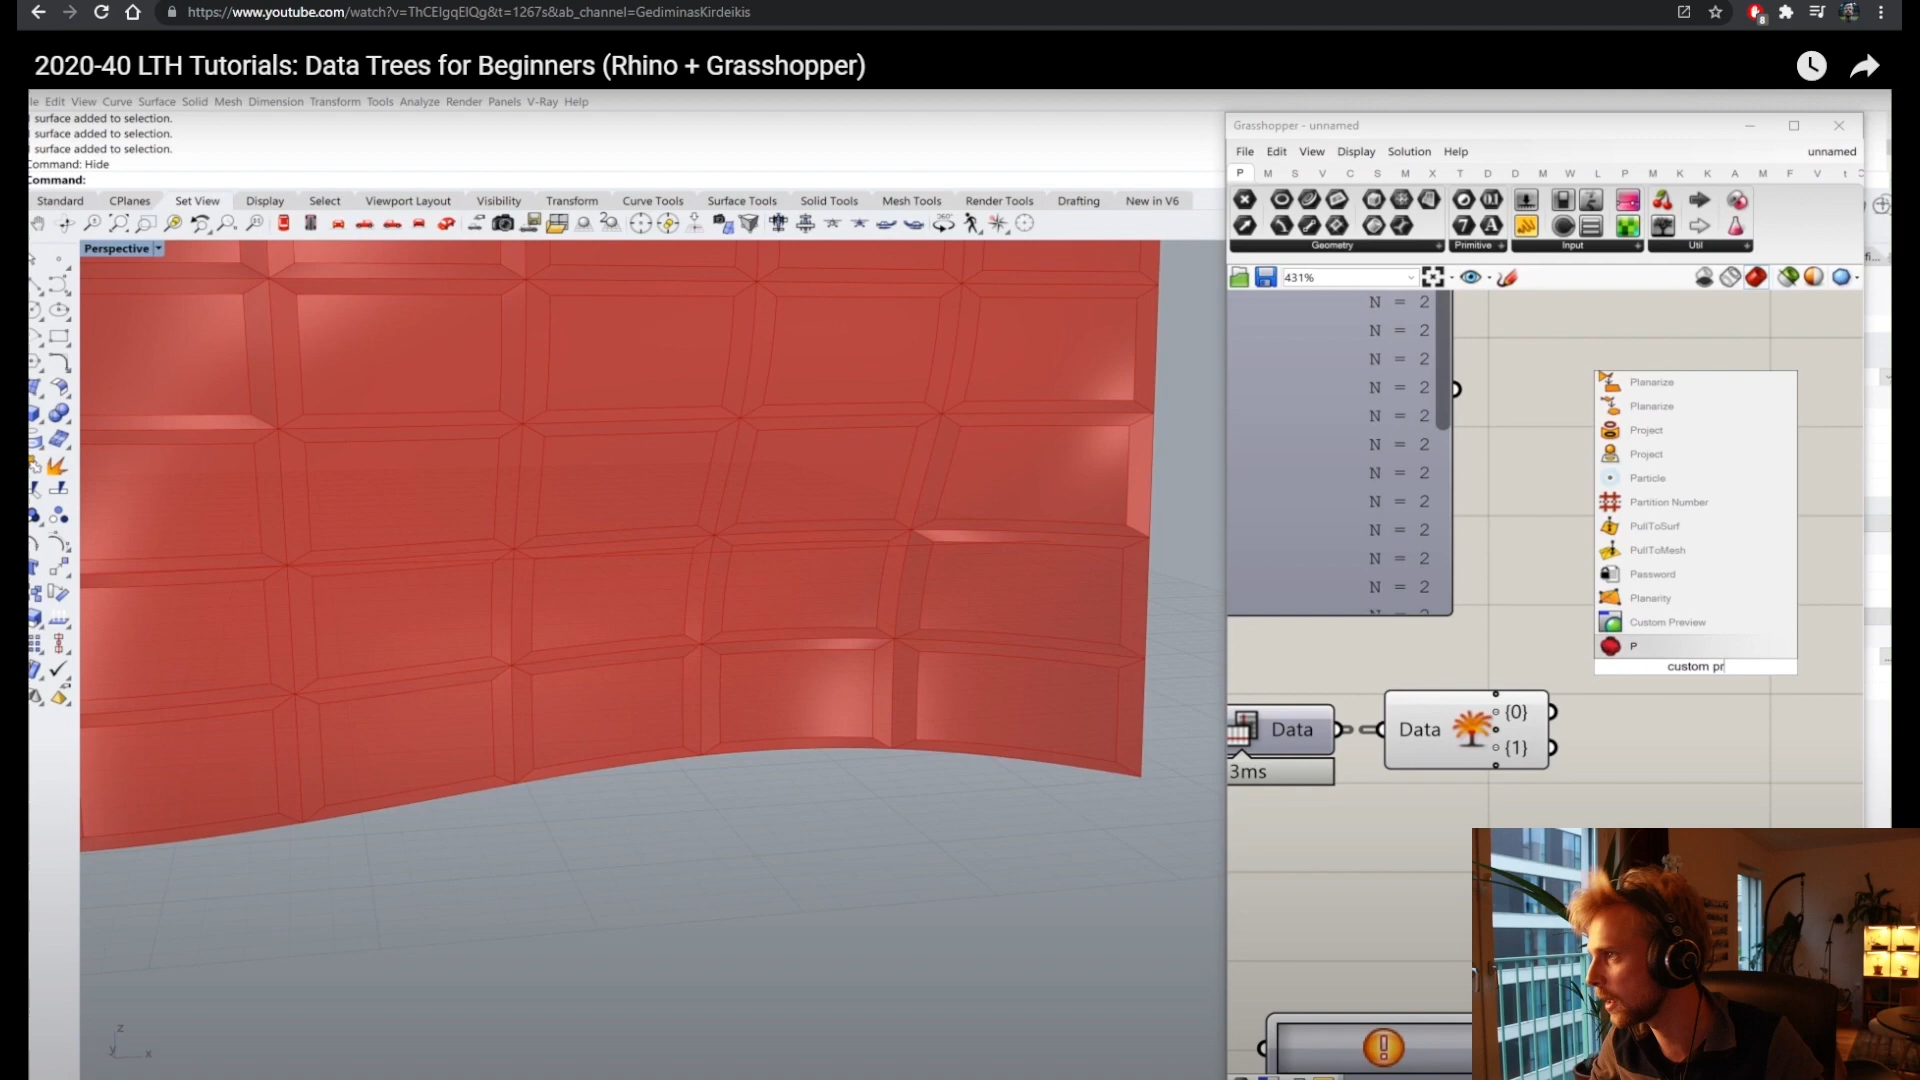 https://www.youtube.com/watch?v=ThCEIgqEIQg&t=1267s&ab_channel=GediminasKirdeikis
8
2020-40 LTH Tutorials: Data Trees for Beginners (Rhino + Grasshopper)
le Edit View Curve Surface Solid Mesh Dimension Transform Tools Analyze Render Panels V-Ray Help
surface added to selection.
surface added to selection.
surface added to selection.
Command: Hide
Command:
Standard CPlanes Set View Display Select Viewport Layout Visibility Transform Curve Tools Surface Tools Solid Tools Mesh Tools Render Tools Drafting New in V6
Perspective
z
y x
Grasshopper - unnamed
File Edit View Display Solution Help unnamed
P M S V C S M X T D D M W L P M K K A M F V t
Geometry Primitive Input Util
431%
N = 2
N = 2
N = 2
N = 2
N = 2
N = 2
N = 2
N = 2
N = 2
N = 2
N = 2
Planarize
Planarize
Project
Project
Particle
Partition Number
PullToSurf
PullToMesh
Password
Planarity
Custom Preview
P
custom pr
Data
3ms
Data {0}
{1}